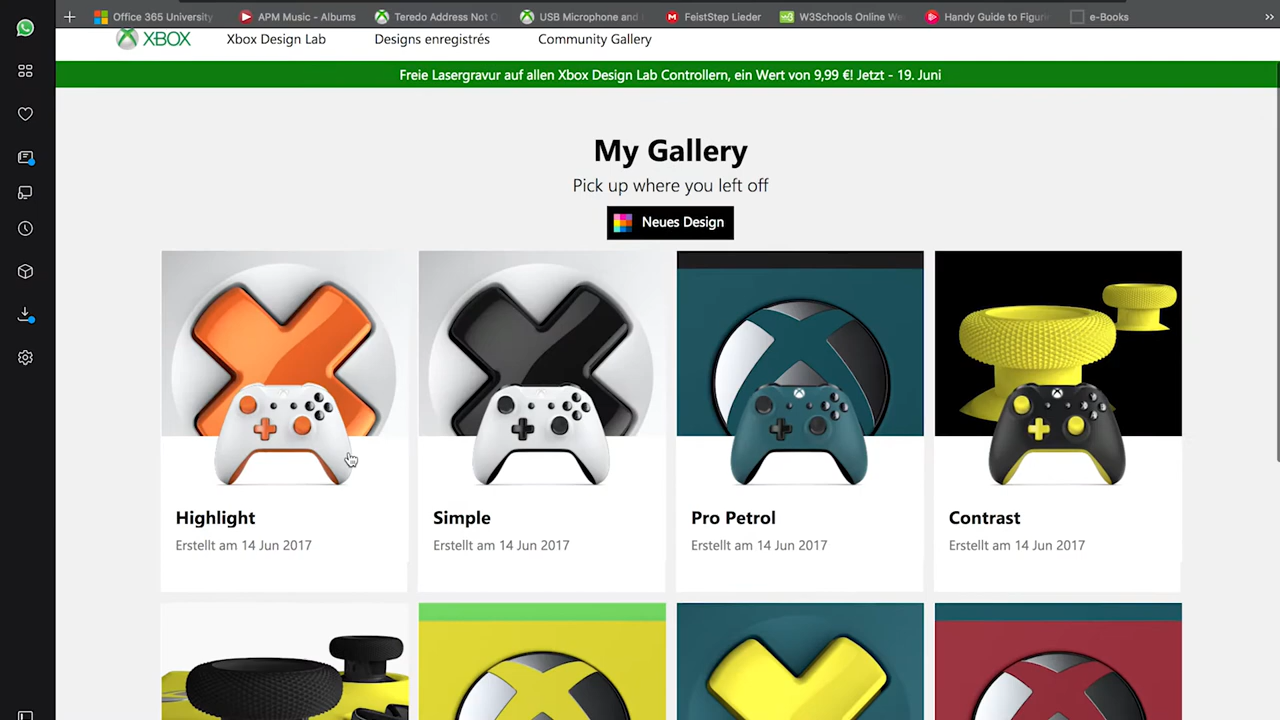 Office 365 University
APM Music - Albums
Teredo Address Not O
USB Microphone and
FeistStep Lieder
W3Schools Online We
Handy Guide to Figuri
e-Books
XBOX
Xbox Design Lab
Designs enregistrés
Community Gallery
Freie Lasergravur auf allen Xbox Design Lab Controllern, ein Wert von 9,99 €! Jetzt - 19. Juni
My Gallery
Pick up where you left off
Neues Design
Highlight
Erstellt am 14 Jun 2017
Simple
Erstellt am 14 Jun 2017
Pro Petrol
Erstellt am 14 Jun 2017
Contrast
Erstellt am 14 Jun 2017